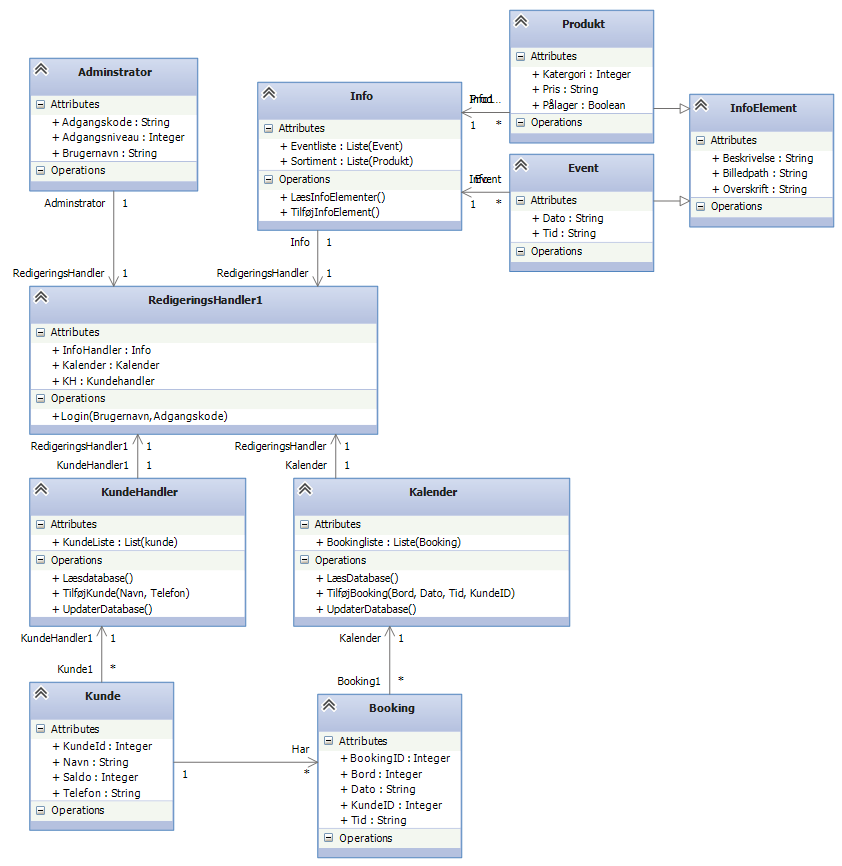 Adminstrator
Attributes
+ Adgangskode : String
+ Adgangsniveau : Integer
+ Brugernavn : String
Operations
Info
Attributes
+ Eventliste : Liste(Event)
+ Sortiment : Liste(Produkt)
Operations
+ LæsInfoElementer()
+ TilføjInfoElement()
Produkt
Attributes
+ Katergori : Integer
+ Pris : String
+ Pålager : Boolean
Operations
InfoElement
Attributes
+ Beskrivelse : String
+ Billedpath : String
+ Overskrift : String
Operations
1
*
Event
Attributes
+ Dato : String
+ Tid : String
Operations
Event
1
*
Adminstrator 1
RedigeringsHandler 1
Info 1
RedigeringsHandler 1
RedigeringsHandler1
Attributes
+ InfoHandler : Info
+ Kalender : Kalender
+ KH : Kundehandler
Operations
+Login(Brugernavn,Adgangskode)
RedigeringsHandler1 1
KundeHandler1 1
RedigeringsHandler 1
Kalender 1
KundeHandler
Attributes
+ KundeListe : List(kunde)
Operations
+ Læsdatabase()
+ TilføjKunde(Navn, Telefon)
+ UpdaterDatabase()
Kalender
Attributes
+ Bookingliste : Liste(Booking)
Operations
+ LæsDatabase()
+ TilføjBooking(Bord, Dato, Tid, KundeID)
+ UpdaterDatabase()
KundeHandler1 1
Kunde1 *
Kalender 1
Booking1 *
Kunde
Attributes
+ KundeId : Integer
+ Navn : String
+ Saldo : Integer
+ Telefon : String
Operations
Har
1
*
Booking
Attributes
+ BookingID : Integer
+ Bord : Integer
+ Dato : String
+ KundeID : Integer
+ Tid : String
Operations